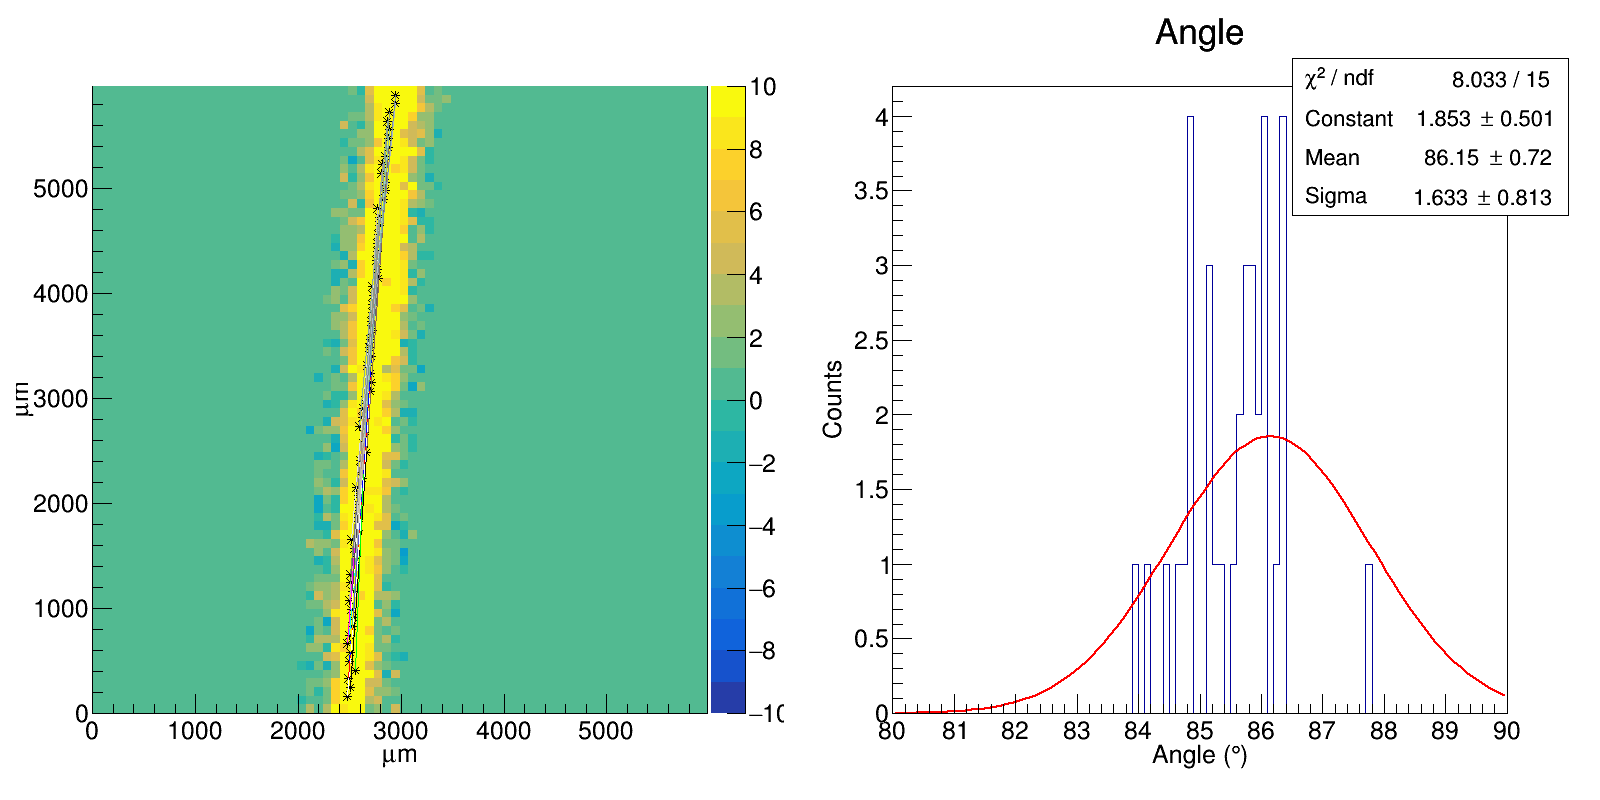 Angle
χ² / ndf 8.033 / 15
Constant 1.853 ± 0.501
Mean 86.15 ± 0.72
Sigma 1.633 ± 0.813
μm
5000
4000
3000
2000
1000
0
0 1000 2000 3000 4000 5000
μm
10
8
6
4
2
0
−2
−4
−6
−8
−10
Counts
4
3.5
3
2.5
2
1.5
1
0.5
0
80 81 82 83 84 85 86 87 88 89 90
Angle (°)